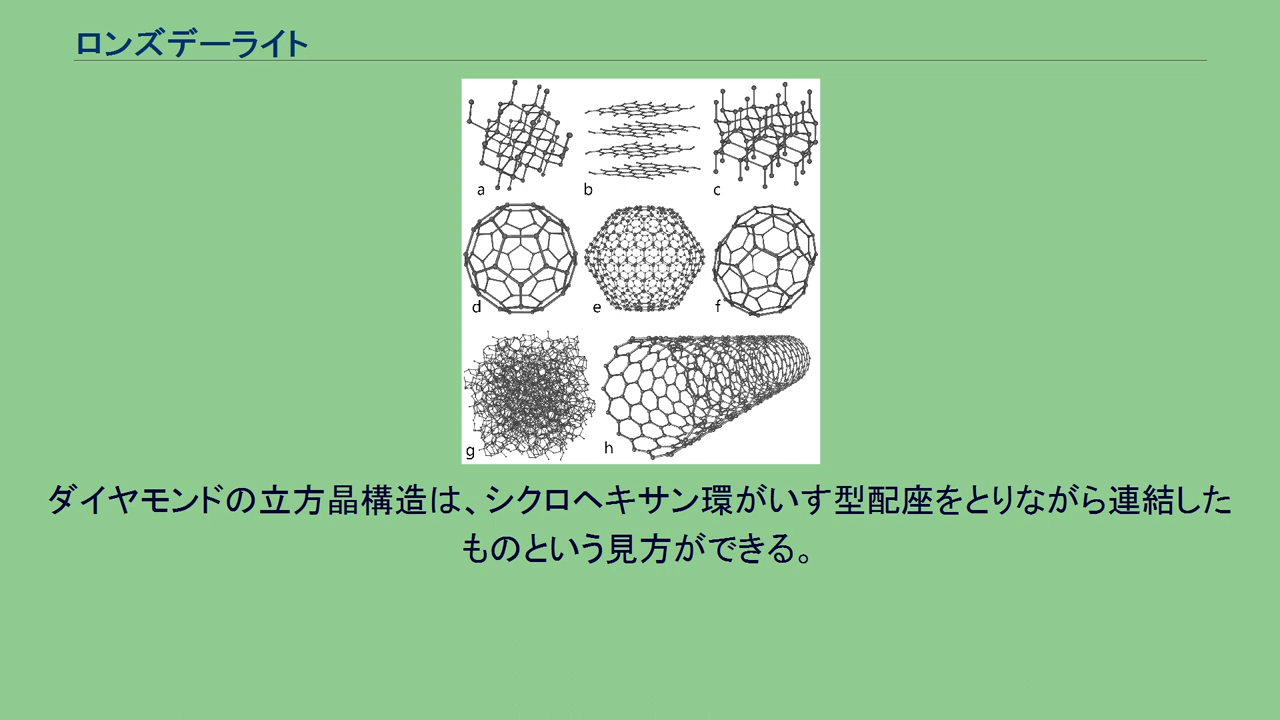 ロンズデーライト
a b c
d e f
g h
ダイヤモンドの立方晶構造は、シクロヘキサン環がいす型配座をとりながら連結した
ものという見方ができる。